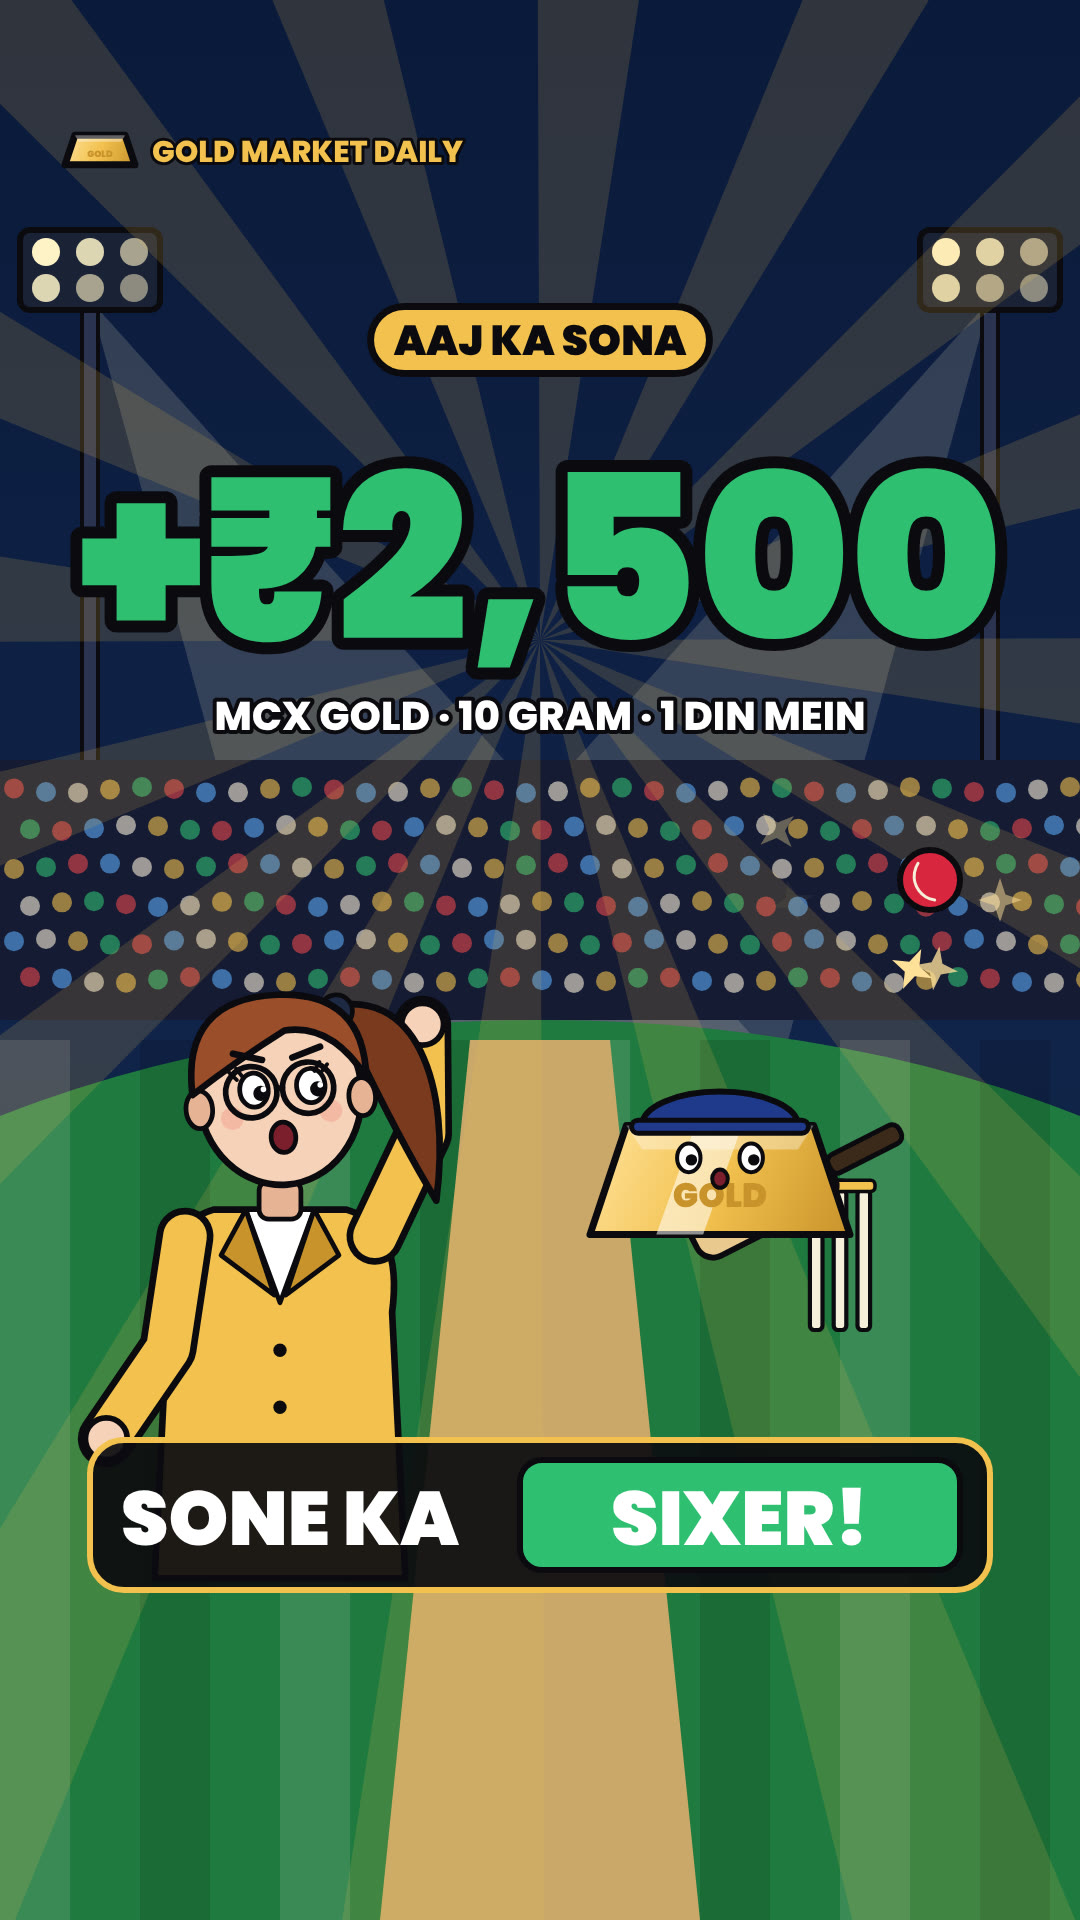 GOLD
GOLD MARKET DAILY
AAJ KA SONA
+₹2,500
MCX GOLD · 10 GRAM · 1 DIN MEIN
GOLD
SONE KA SIXER!